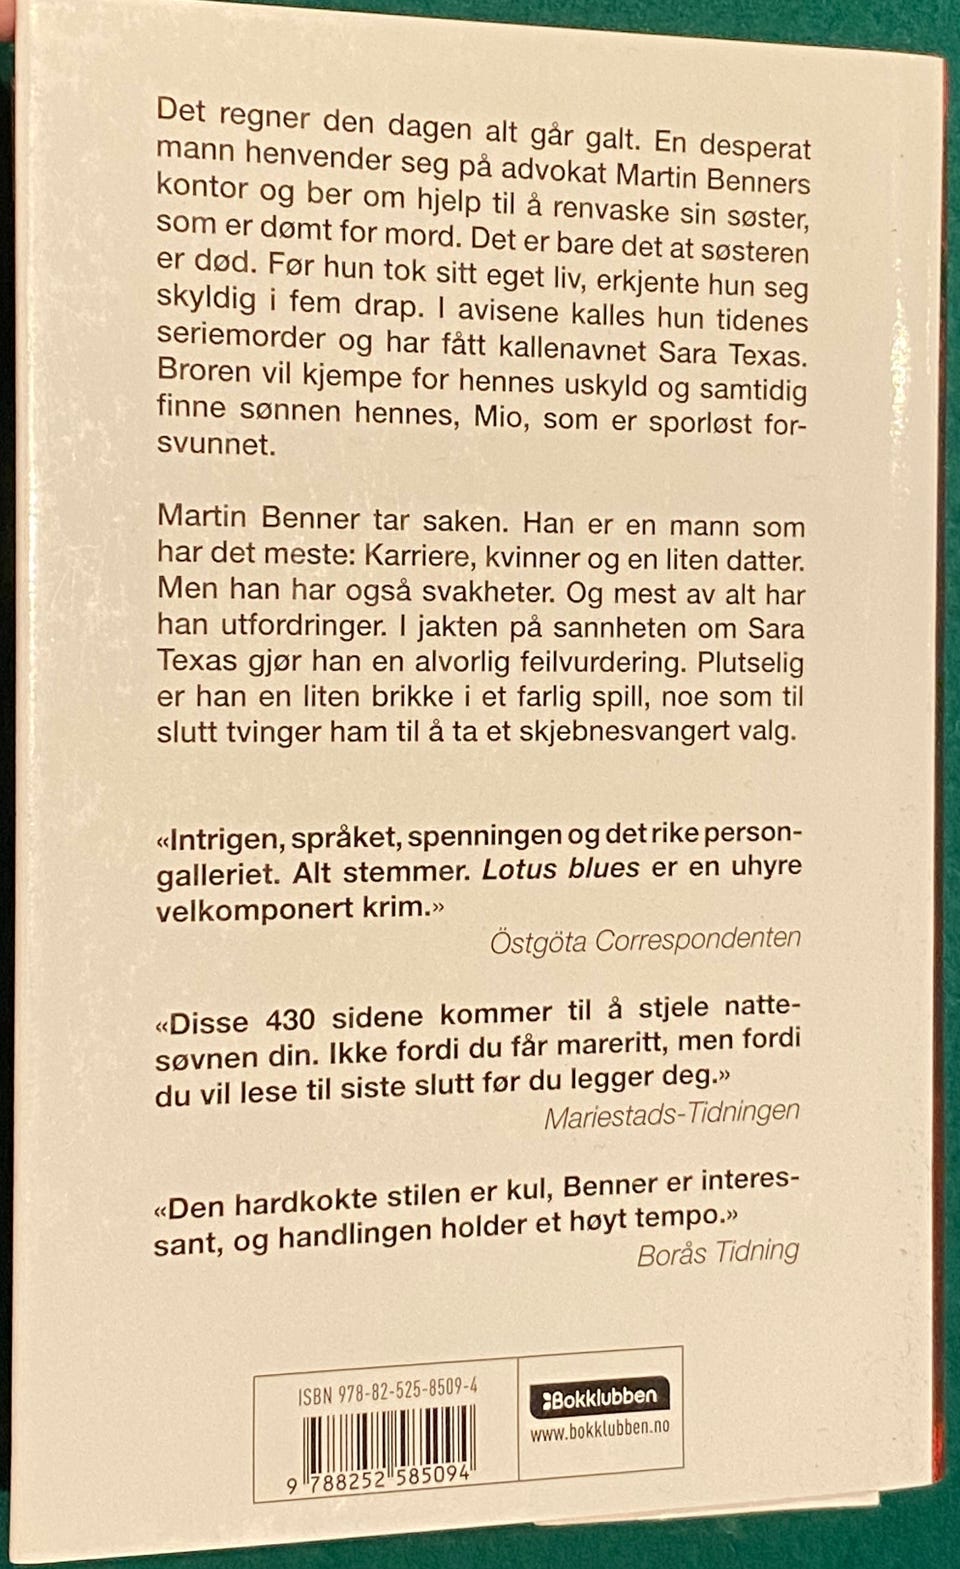 Det regner den dagen alt går galt. En desperat
mann henvender seg på advokat Martin Benners
kontor og ber om hjelp til å renvaske sin søster,
som er dømt for mord. Det er bare det at søsteren
er død. Før hun tok sitt eget liv, erkjente hun seg
skyldig i fem drap. I avisene kalles hun tidenes
seriemorder og har fått kallenavnet Sara Texas.
Broren vil kjempe for hennes uskyld og samtidig
finne sønnen hennes, Mio, som er sporløst for-
svunnet.
Martin Benner tar saken. Han er en mann som
har det meste: Karriere, kvinner og en liten datter.
Men han har også svakheter. Og mest av alt har
han utfordringer. I jakten på sannheten om Sara
Texas gjør han en alvorlig feilvurdering. Plutselig
er han en liten brikke i et farlig spill, noe som til
slutt tvinger ham til å ta et skjebnesvangert valg.
«Intrigen, språket, spenningen og det rike person-
galleriet. Alt stemmer. Lotus blues er en uhyre
velkomponert krim.»
Östgöta Correspondenten
«Disse 430 sidene kommer til å stjele natte-
søvnen din. Ikke fordi du får mareritt, men fordi
du vil lese til siste slutt før du legger deg.»
Mariestads-Tidningen
«Den hardkokte stilen er kul, Benner er interes-
sant, og handlingen holder et høyt tempo.»
Borås Tidning
ISBN 978-82-525-8509-4
Bokklubben
www.bokklubben.no
9 788252 585094